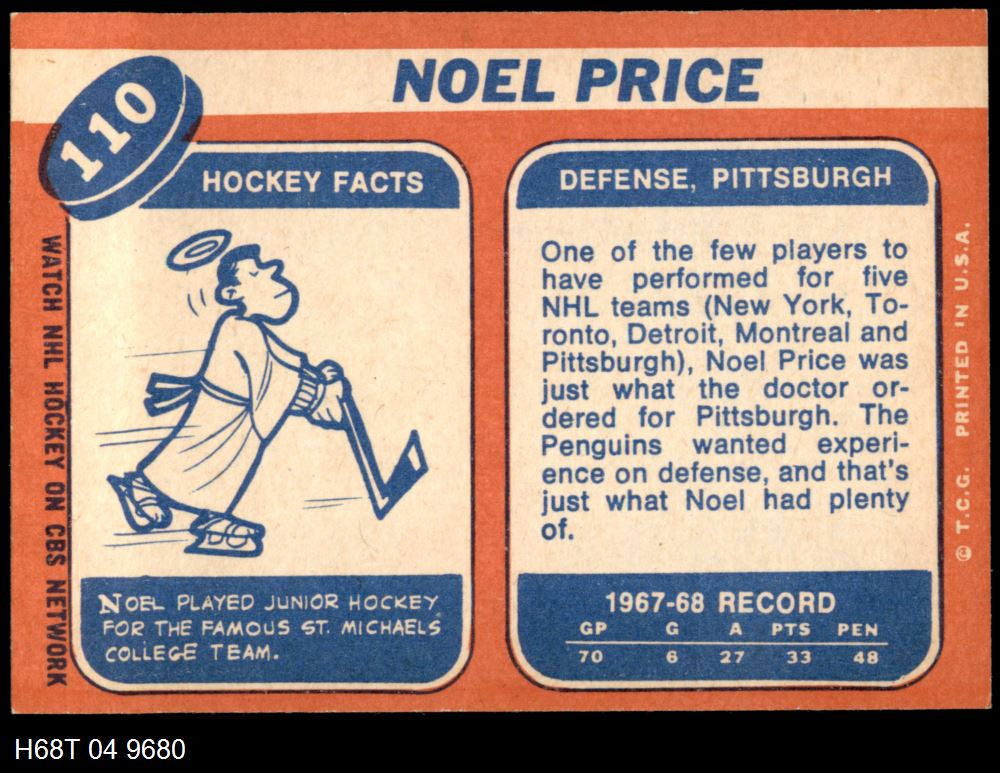 110
NOEL PRICE
HOCKEY FACTS
NOEL PLAYED JUNIOR HOCKEY
FOR THE FAMOUS ST. MICHAELS
COLLEGE TEAM.
WATCH NHL HOCKEY ON CBS NETWORK
DEFENSE, PITTSBURGH
One of the few players to
have performed for five
NHL teams (New York, To-
ronto, Detroit, Montreal and
Pittsburgh), Noel Price was
just what the doctor or-
dered for Pittsburgh. The
Penguins wanted experi-
ence on defense, and that's
just what Noel had plenty
of.
1967-68 RECORD
GP G A PTS PEN
70 6 27 33 48
© T.C.G. PRINTED IN U.S.A.
H68T 04 9680